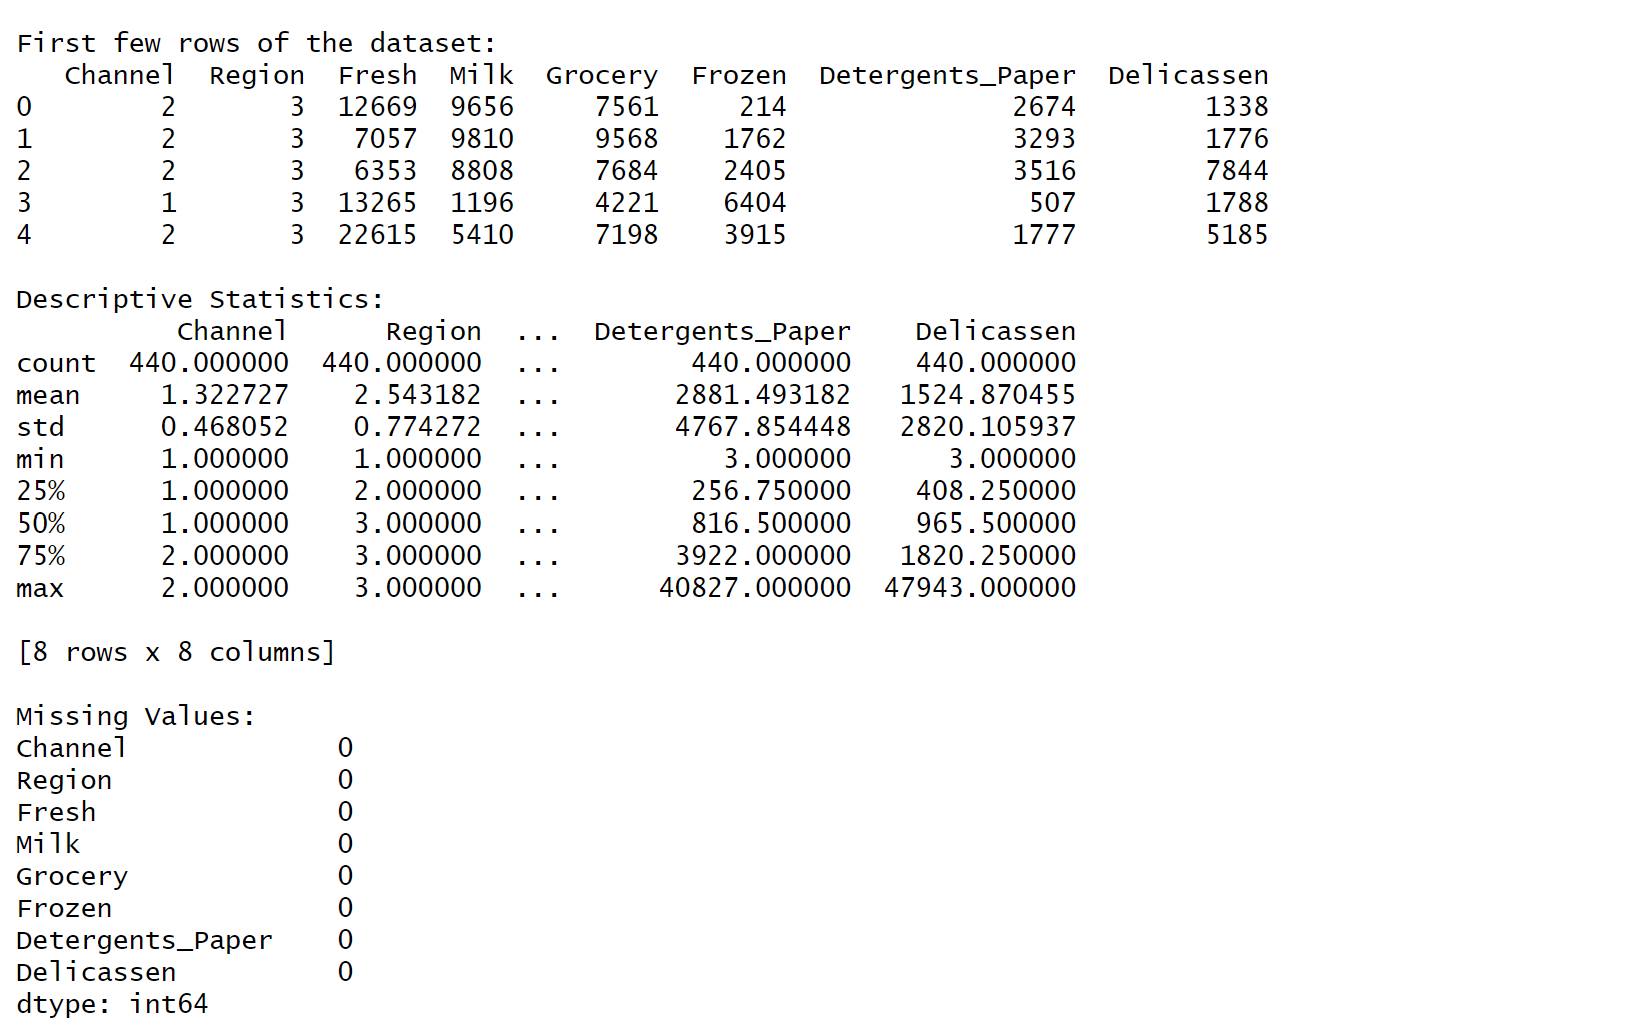 First few rows of the dataset:
   Channel  Region  Fresh  Milk  Grocery  Frozen  Detergents_Paper  Delicassen
0        2       3  12669  9656     7561     214              2674        1338
1        2       3   7057  9810     9568    1762              3293        1776
2        2       3   6353  8808     7684    2405              3516        7844
3        1       3  13265  1196     4221    6404               507        1788
4        2       3  22615  5410     7198    3915              1777        5185

Descriptive Statistics:
          Channel      Region  ...  Detergents_Paper    Delicassen
count  440.000000  440.000000  ...        440.000000    440.000000
mean     1.322727    2.543182  ...       2881.493182   1524.870455
std      0.468052    0.774272  ...       4767.854448   2820.105937
min      1.000000    1.000000  ...          3.000000      3.000000
25%      1.000000    2.000000  ...        256.750000    408.250000
50%      1.000000    3.000000  ...        816.500000    965.500000
75%      2.000000    3.000000  ...       3922.000000   1820.250000
max      2.000000    3.000000  ...      40827.000000  47943.000000

[8 rows x 8 columns]

Missing Values:
Channel             0
Region              0
Fresh               0
Milk                0
Grocery             0
Frozen              0
Detergents_Paper    0
Delicassen          0
dtype: int64